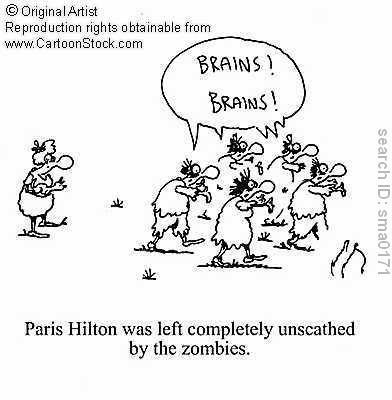 © Original Artist
Reproduction rights obtainable from
www.CartoonStock.com
BRAINS!
BRAINS!
search ID: sma0171
Paris Hilton was left completely unscathed
by the zombies.